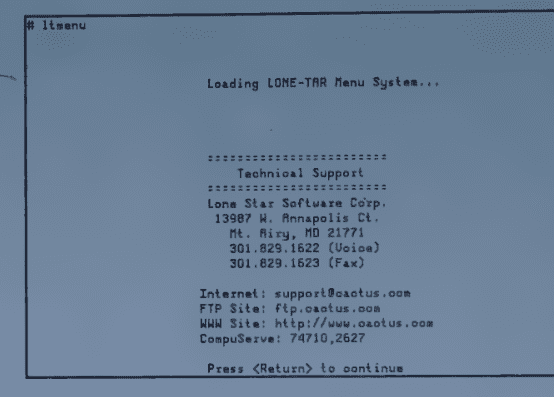 # ltmenu
Loading LONE-TAR Menu System...
========================
Technical Support
========================
Lone Star Software Corp.
13987 W. Annapolis Ct.
Mt. Airy, MD 21771
301.829.1622 (Voice)
301.829.1623 (Fax)
Internet: support@cactus.com
FTP Site: ftp.cactus.com
WWW Site: http://www.cactus.com
CompuServe: 74710,2627
Press <Return> to continue